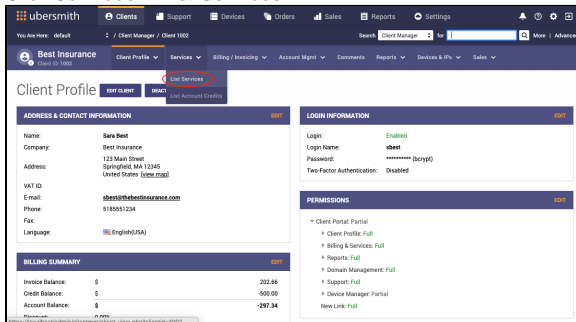 ubersmith Clients Support Devices Orders Sales Reports Settings
You Are Here: default / Client Manager / Client 1002 Search Client Manager for More | Advance
Best Insurance Client Profile Services Billing / Invoicing Account Mgmt Comments Reports Devices & IPs Sales
Client ID: 1002
List Services
List Account Credits
Client Profile EDIT CLIENT
ADDRESS & CONTACT INFORMATION EDIT
Name: Sara Best
Company: Best Insurance
Address: 123 Main Street
Springfield, MA 12345
United States [view map]
VAT ID:
E-mail: sbest@thebestinsurance.com
Phone: 5185551234
Fax:
Language: English(USA)
BILLING SUMMARY EDIT
Invoice Balance: $ 202.66
Credit Balance: $ -500.00
Account Balance: $ -297.34
LOGIN INFORMATION EDIT
Login: Enabled
Login Name: sbest
Password: ********** (bcrypt)
Two-Factor Authentication: Disabled
PERMISSIONS EDIT
Client Portal: Partial
Client Profile: Full
Billing & Services: Full
Reports: Full
Domain Management: Full
Support: Full
Device Manager: Partial
New Link: Full